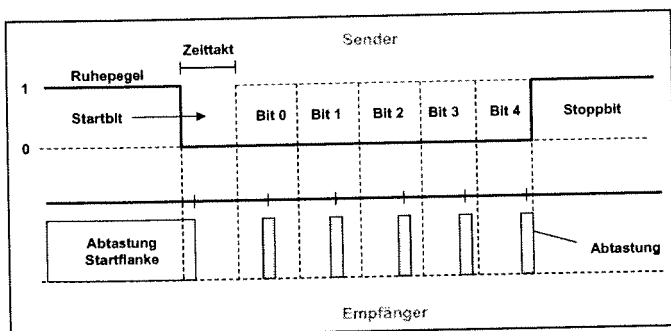 Sender
Zeittakt
Ruhepegel
1
Startbit
Bit 0
Bit 1
Bit 2
Bit 3
Bit 4
Stoppbit
0
Abtastung
Startflanke
Abtastung
Empfänger